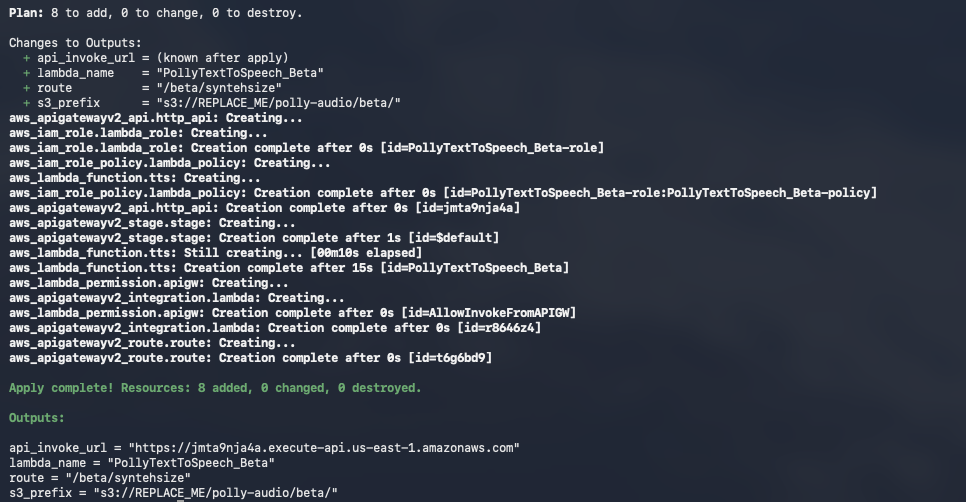 Plan: 8 to add, 0 to change, 0 to destroy.
Changes to Outputs:
+ api_invoke_url = (known after apply)
+ lambda_name    = "PollyTextToSpeech_Beta"
+ route          = "/beta/syntehsize"
+ s3_prefix      = "s3://REPLACE_ME/polly-audio/beta/"
aws_apigatewayv2_api.http_api: Creating...
aws_iam_role.lambda_role: Creating...
aws_iam_role.lambda_role: Creation complete after 0s [id=PollyTextToSpeech_Beta-role]
aws_iam_role_policy.lambda_policy: Creating...
aws_lambda_function.tts: Creating...
aws_iam_role_policy.lambda_policy: Creation complete after 0s [id=PollyTextToSpeech_Beta-role:PollyTextToSpeech_Beta-policy]
aws_apigatewayv2_api.http_api: Creation complete after 0s [id=jmta9nja4a]
aws_apigatewayv2_stage.stage: Creating...
aws_apigatewayv2_stage.stage: Creation complete after 1s [id=$default]
aws_lambda_function.tts: Still creating... [00m10s elapsed]
aws_lambda_function.tts: Creation complete after 15s [id=PollyTextToSpeech_Beta]
aws_lambda_permission.apigw: Creating...
aws_apigatewayv2_integration.lambda: Creating...
aws_lambda_permission.apigw: Creation complete after 0s [id=AllowInvokeFromAPIGW]
aws_apigatewayv2_integration.lambda: Creation complete after 0s [id=r8646z4]
aws_apigatewayv2_route.route: Creating...
aws_apigatewayv2_route.route: Creation complete after 0s [id=t6g6bd9]
Apply complete! Resources: 8 added, 0 changed, 0 destroyed.
Outputs:
api_invoke_url = "https://jmta9nja4a.execute-api.us-east-1.amazonaws.com"
lambda_name = "PollyTextToSpeech_Beta"
route = "/beta/syntehsize"
s3_prefix = "s3://REPLACE_ME/polly-audio/beta/"